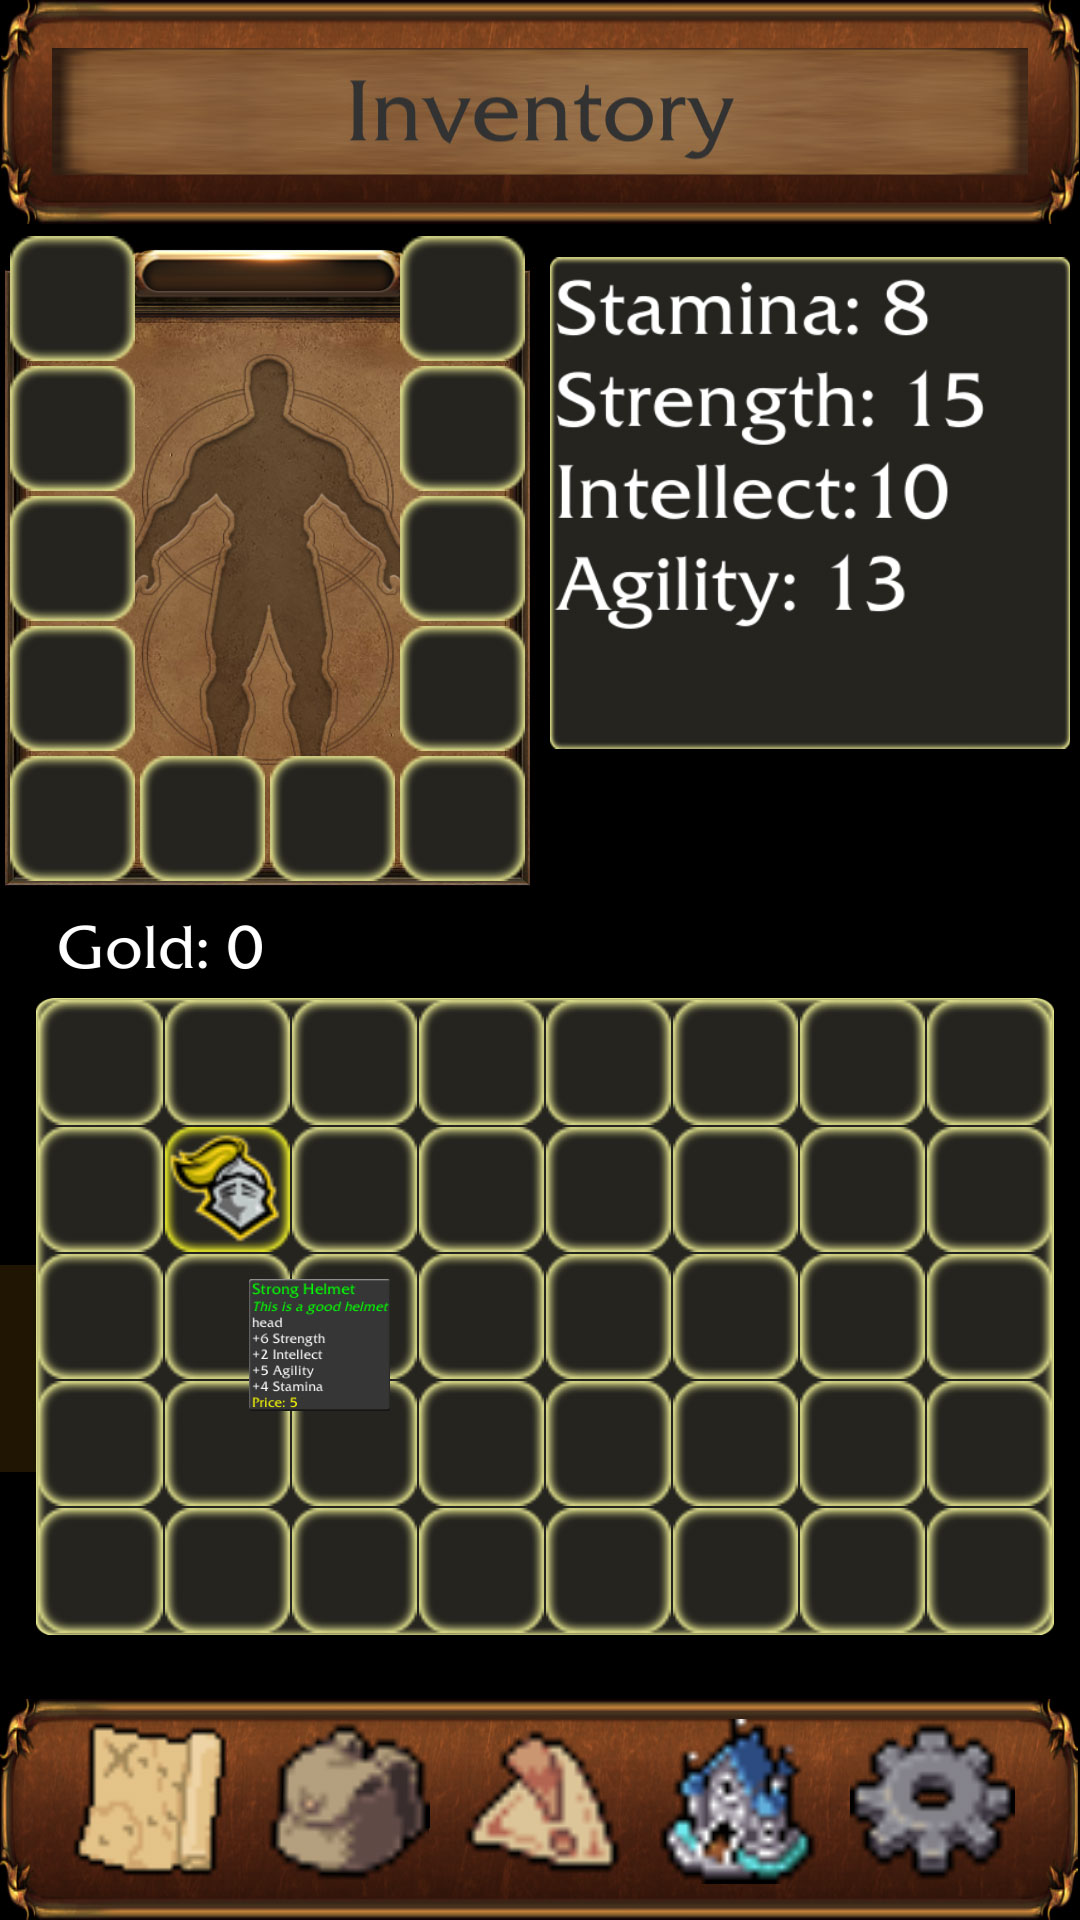 Inventory
Stamina: 8
Strength: 15
Intellect:10
Agility: 13
Gold: 0
Strong Helmet
This is a good helmet
head
+6 Strength
+2 Intellect
+5 Agility
+4 Stamina
Price: 5